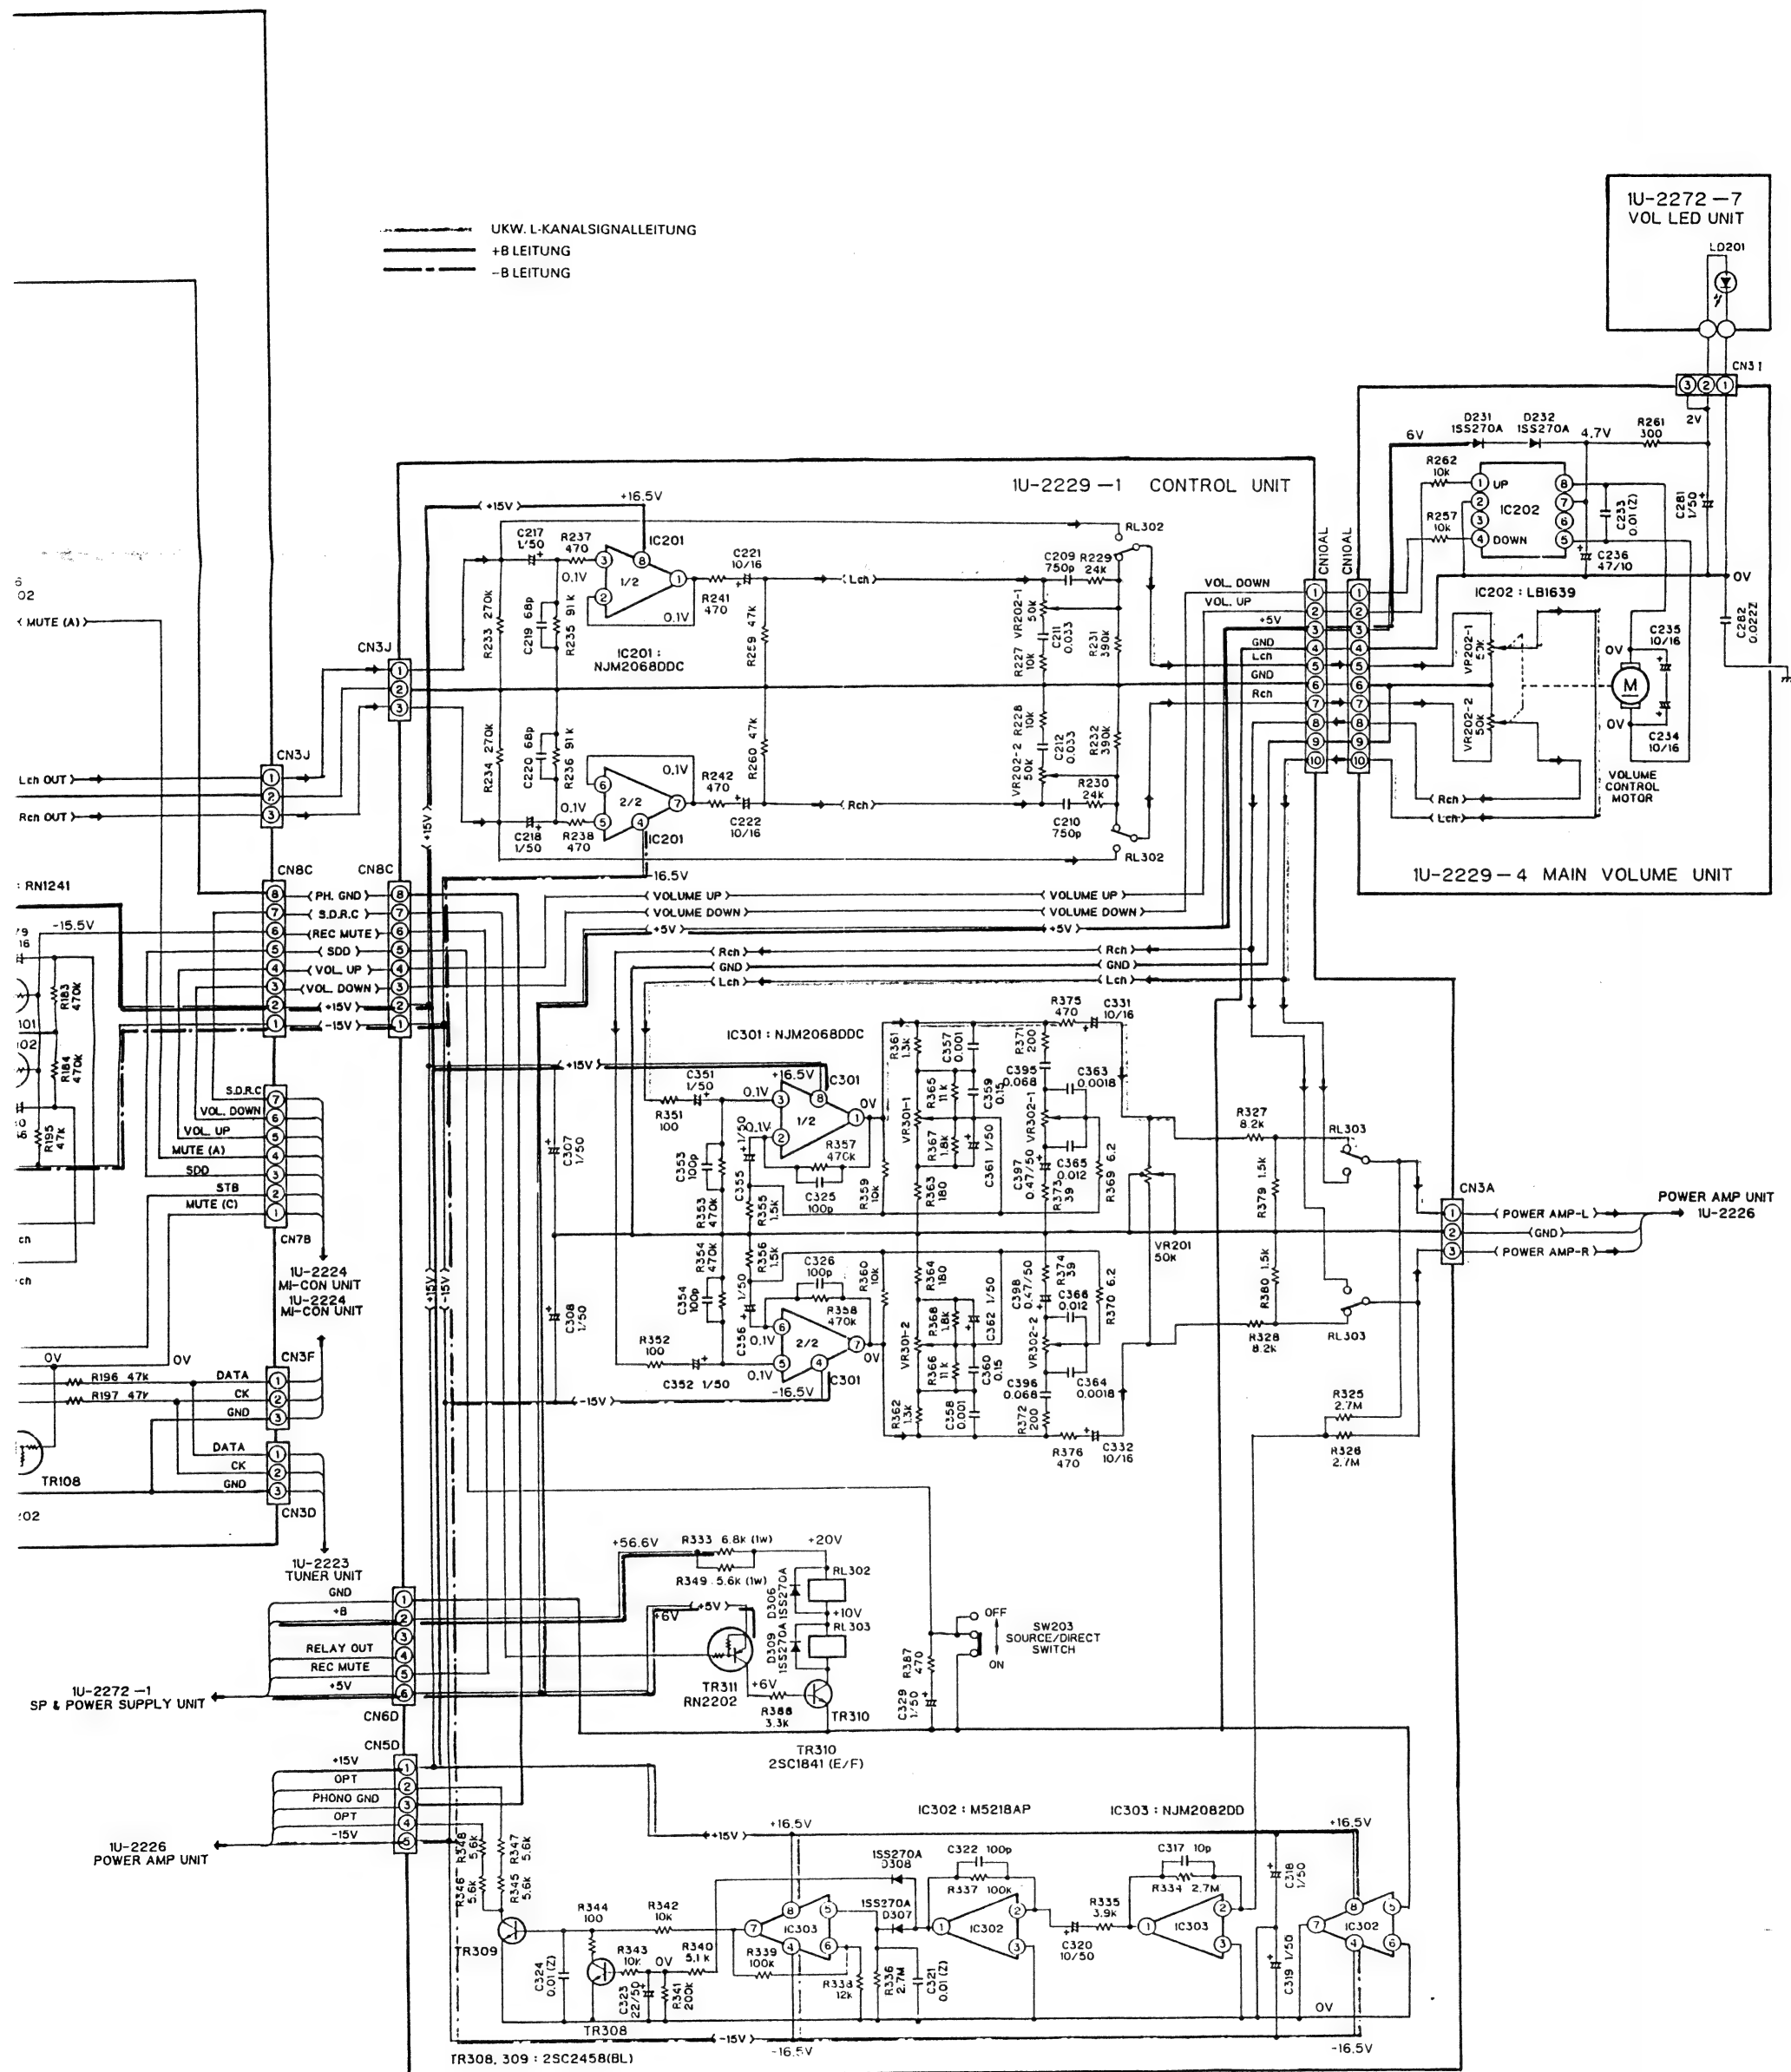 UKW. L-KANALSIGNALLEITUNG
+B LEITUNG
-B LEITUNG
1U-2272-7
VOL LED UNIT
LD201
CN3I
3 2 1
2V
1U-2229-1 CONTROL UNIT
1U-2229-4 MAIN VOLUME UNIT
D231
1SS270A
D232
1SS270A
6V
4.7V
R261
300
R262
10k
UP
IC202
DOWN
R257
10k
C233
0.01 (Z)
C281
1/50
C236
47/10
0V
IC202 : LB1639
C282
0.022Z
C235
10/16
0V
M
0V
C234
10/16
VOLUME
CONTROL
MOTOR
VR202-2
50K
(Rch)
(Lch)
CN10AL
CN10AL
VOL. DOWN
VOL. UP
+5V
GND
Lch
GND
Rch
+16.5V
(+15V)
C217
1/50
R237
470
IC201
0.1V
1/2
0.1V
R241
470
C221
10/16
(Lch)
R233 270k
C219 68p
R235 91k
IC201 :
NJM2068DDC
R259 47k
RL302
C209
750p
R229
24k
VR202-1
50K
C211
0.033
R227 10k
R231
390k
R228 10k
C212
0.033
VR202-2
50k
R232
390k
R230
24k
C210
750p
RL302
R234 270k
C220 68p
R236 91k
0.1V
2/2
0.1V
C218
1/50
R238
470
IC201
R242
470
C222
10/16
R260 47k
(Rch)
-16.5V
(MUTE (A))
CN3J
CN3J
Lch OUT
Rch OUT
: RN1241
-15.5V
CN8C
CN8C
(PH. GND)
(S.D.R.C)
(REC MUTE)
(SDD)
(VOL. UP)
(VOL. DOWN)
+15V
-15V
(VOLUME UP)
(VOLUME UP)
(VOLUME DOWN)
(VOLUME DOWN)
(+5V)
(+5V)
(Rch)
(Rch)
(GND)
(GND)
(Lch)
(Lch)
R183
470K
R184
470K
R195
47K
S.D.R.C
VOL. DOWN
VOL. UP
MUTE (A)
SDD
STB
MUTE (C)
CN7B
1U-2224
MI-CON UNIT
1U-2224
MI-CON UNIT
0V
0V
CN3F
R196 47k
DATA
R197 47k
CK
GND
DATA
CK
GND
TR108
CN3D
1U-2223
TUNER UNIT
IC301 : NJM2068DDC
(+15V)
C351
1/50
+16.5V
C301
0.1V
1/2
0V
R351
100
0.1V
C307
1/50
C353
100p
R353
470k
C355
1/50
R355
1.5k
R357
470k
C325
100p
R359
10k
R361
1.3k
C357
0.001
R371
200
R375
470
C331
10/16
R365
11k
C359
0.15
C395
0.068
C363
0.0018
VR301-1
R367
1.8k
C361 1/50
VR302-1
C397
0.47/50
C365
0.012
R369 6.2
R363
180
R373
39
R354
470k
R356
1.5k
C326
100p
R360
10k
R358
470k
C354
100p
C308
1/50
C356
1/50
R364
180
R368
1.8k
C362 1/50
C398
0.47/50
R374
39
C366
0.012
R370 6.2
VR301-2
R366
11k
C360
0.15
VR302-2
C396
0.068
C364
0.0018
R362
1.3k
C358
0.001
R372
200
R376
470
C332
10/16
R352
100
C352 1/50
0.1V
0.1V
2/2
0V
-16.5V
C301
(-15V)
VR201
50K
R327
8.2k
RL303
R379 1.5k
R380 1.5k
R328
8.2k
RL303
R325
2.7M
R326
2.7M
CN3A
(POWER AMP-L)
(GND)
(POWER AMP-R)
POWER AMP UNIT
1U-2226
GND
+B
RELAY OUT
REC MUTE
+5V
CN6D
1U-2272-1
SP & POWER SUPPLY UNIT
+56.6V
R333 6.8k (1w)
R349 5.6k (1w)
+20V
RL302
D306
1SS270A
+10V
RL303
D309
1SS270A
(+5V)
+6V
TR311
RN2202
+6V
R388
3.3k
TR310
TR310
2SC1841 (E/F)
R387
470
C329
1/50
OFF
SW203
SOURCE/DIRECT
SWITCH
ON
CN5D
+15V
OPT
PHONO GND
OPT
-15V
1U-2226
POWER AMP UNIT
R348
5.6k
R347
5.6k
R346
5.6k
R345
5.6k
IC302 : M5218AP
IC303 : NJM2082DD
(+15V)
+16.5V
+16.5V
1SS270A
D308
1SS270A
D307
C322 100p
R337 100k
C317 10p
R334 2.7M
C318
1/50
R344
100
R342
10k
IC303
IC302
R335
3.9k
IC303
IC302
TR309
C320
10/50
C319 1/50
C324
0.01 (Z)
R343
10k
0V
R340
5.1k
R339
100k
R338
12k
R336
2.7M
C321
0.01 (Z)
C323
22/50
R341
200k
0V
TR308
(-15V)
-16.5V
-16.5V
TR308, 309 : 2SC2458(BL)